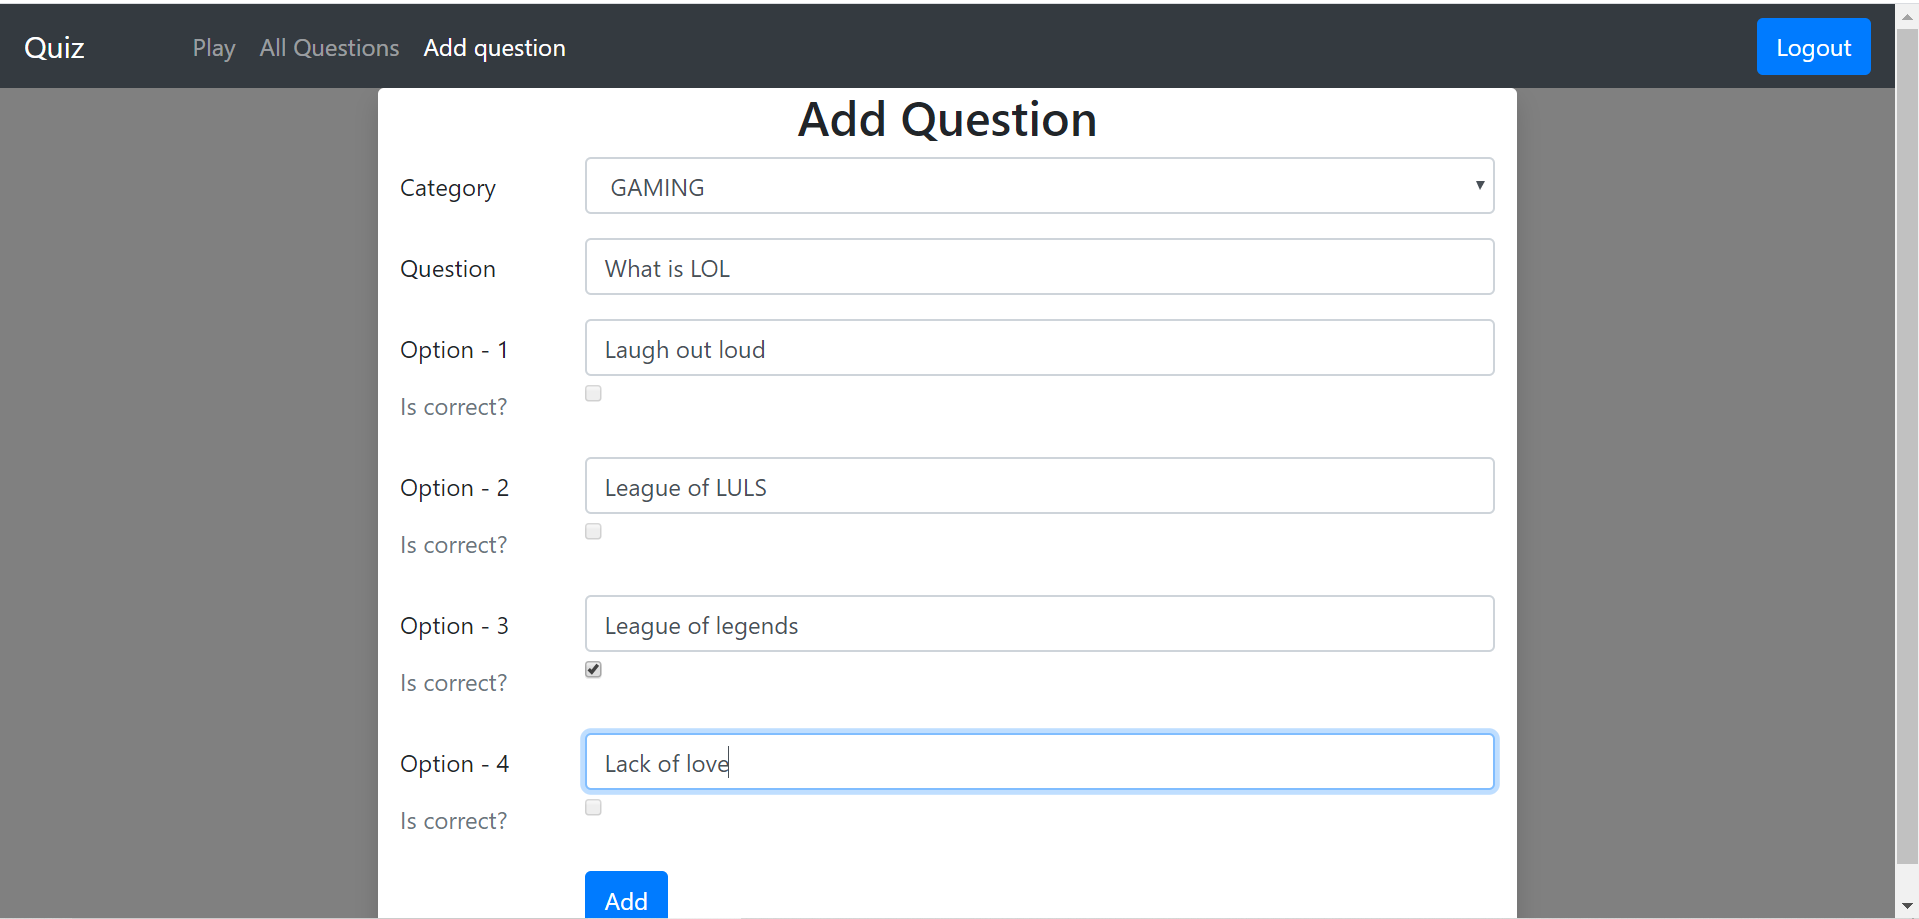 Quiz Play All Questions Add question Logout
Add Question
Category GAMING
Question What is LOL
Option - 1 Laugh out loud
Is correct?
Option - 2 League of LULS
Is correct?
Option - 3 League of legends
Is correct?
Option - 4 Lack of love
Is correct?
Add